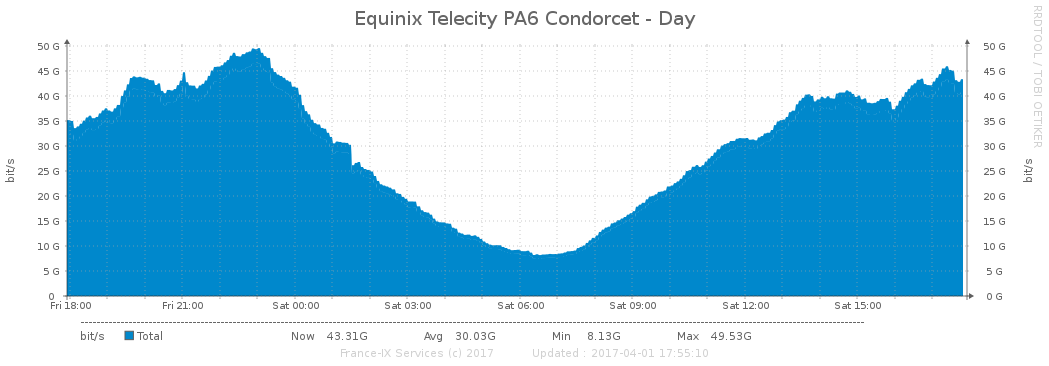 Equinix Telecity PA6 Condorcet - Day
RRDTOOL / TOBI OETIKER
bit/s
50 G
45 G
40 G
35 G
30 G
25 G
20 G
15 G
10 G
5 G
0
50 G
45 G
40 G
35 G
30 G
25 G
20 G
15 G
10 G
5 G
0 G
bit/s
Fri 18:00 Fri 21:00 Sat 00:00 Sat 03:00 Sat 06:00 Sat 09:00 Sat 12:00 Sat 15:00
bit/s Total Now 43.31G Avg 30.03G Min 8.13G Max 49.53G
France-IX Services (c) 2017 Updated : 2017-04-01 17:55:10